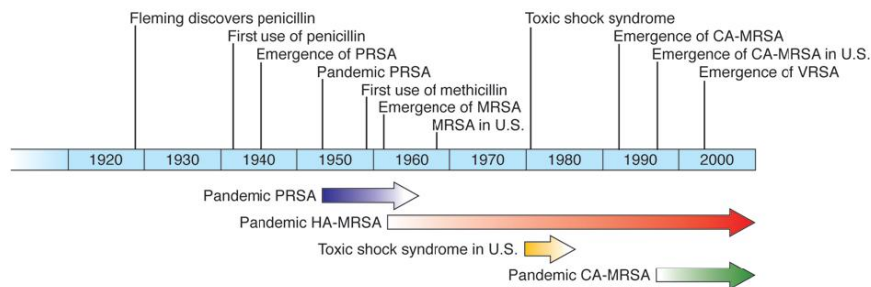 Fleming discovers penicillin
Toxic shock syndrome
First use of penicillin
Emergence of CA-MRSA
Emergence of PRSA
Emergence of CA-MRSA in U.S.
Pandemic PRSA
Emergence of VRSA
First use of methicillin
Emergence of MRSA
MRSA in U.S.
1920 1930 1940 1950 1960 1970 1980 1990 2000
Pandemic PRSA
Pandemic HA-MRSA
Toxic shock syndrome in U.S.
Pandemic CA-MRSA